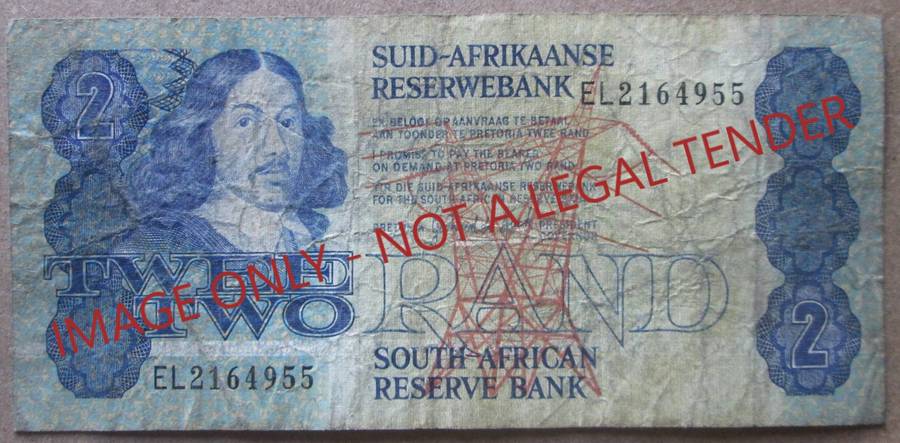 2
SUID-AFRIKAANSE
RESERWEBANK
EL2164955
EK BELOOF OP AANVRAAG TE BETAAL
AAN TOONDER TE PRETORIA TWEE RAND
I PROMISE TO PAY THE BEARER
ON DEMAND AT PRETORIA TWO RAND
VIR DIE SUID-AFRIKAANSE RESERWEBANK
FOR THE SOUTH AFRICAN RESERVE
PRESIDENT
IMAGE ONLY - NOT A LEGAL TENDER
TWEE
TWO
RAND
2
EL2164955
SOUTH-AFRICAN
RESERVE BANK